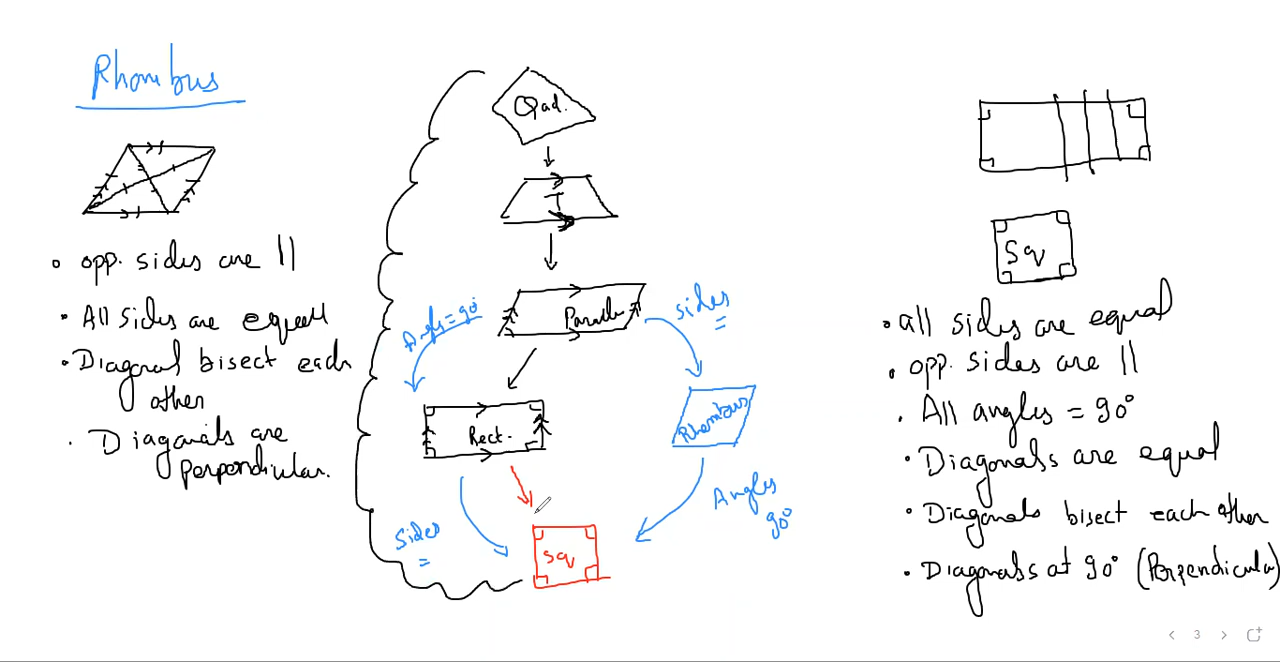 Rhombus
• opp. sides are ||
• All sides are equal
• Diagonal bisect each
other
• Diagonals are
perpendicular.
Qad.
T
Paralle
Angles = 90°
sides
=
Rect.
Rhombus
Sides
=
Sq
Angles
90°
Sq
• all sides are equal
• opp. sides are ||
• All angles = 90°
• Diagonals are equal
• Diagonals bisect each other
• Diagonals at 90° (Perpendicular)
3